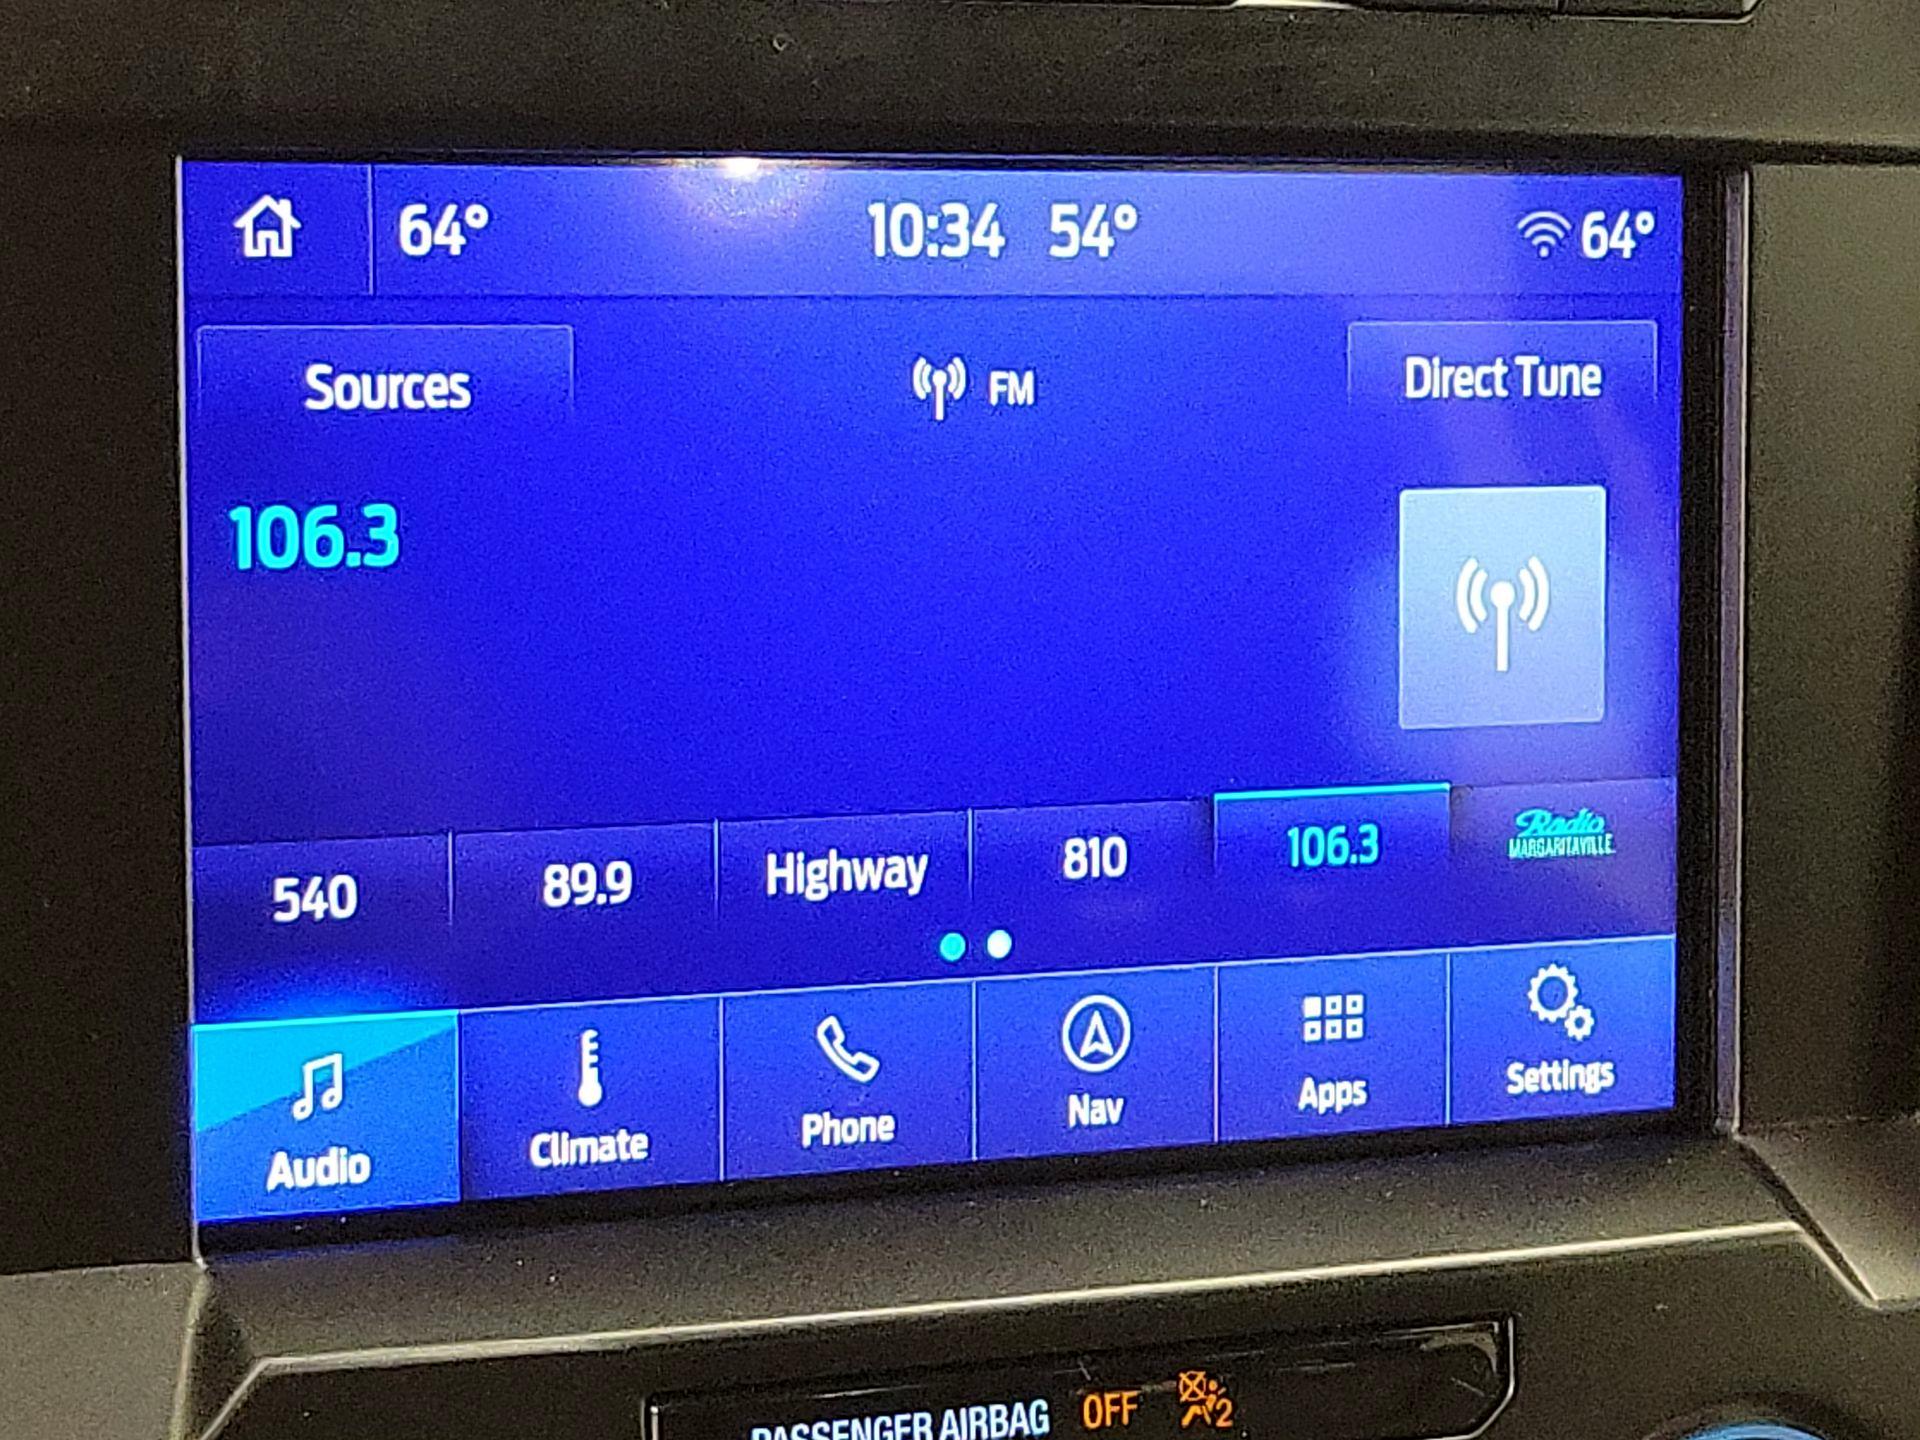 64° 10:34 54° 64°
Sources FM Direct Tune
106.3
540 89.9 Highway 810 106.3 Radio
MARGARITAVILLE
Audio Climate Phone Nav Apps Settings
PASSENGER AIRBAG OFF 2